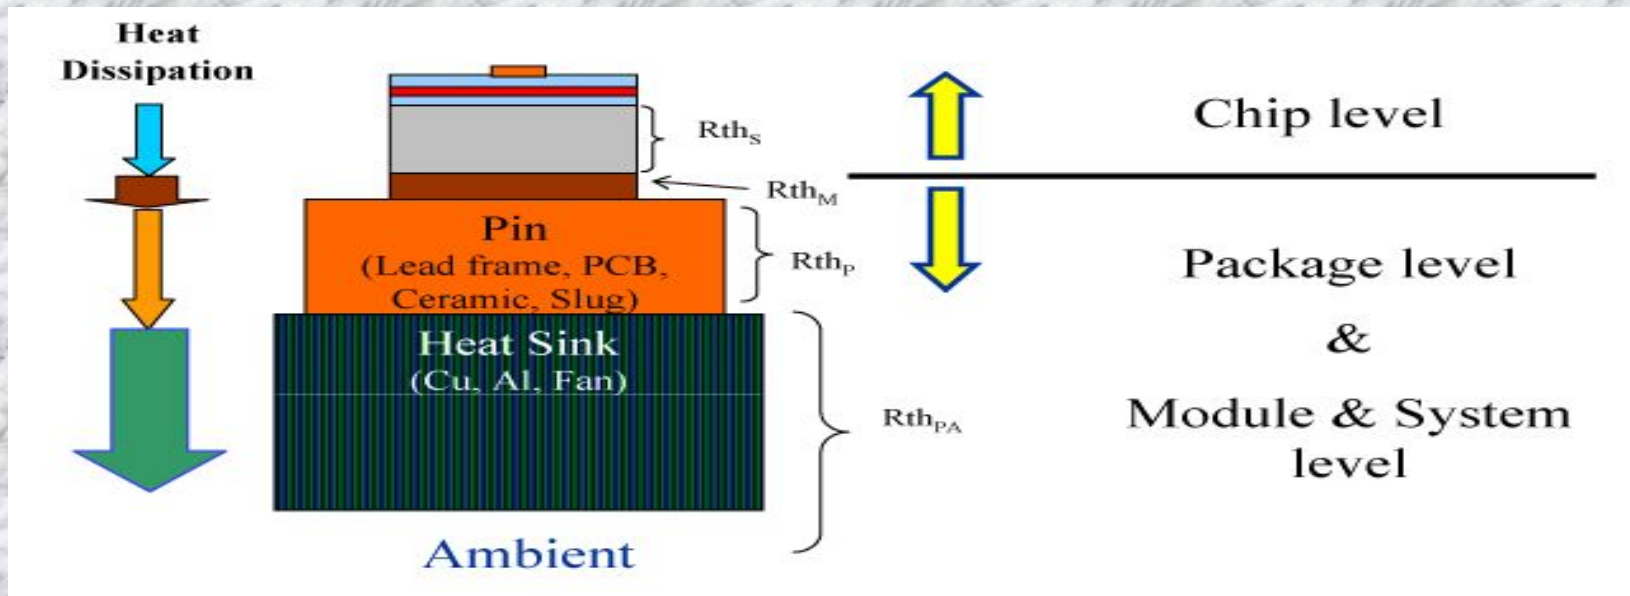 Heat
Dissipation
Chip level
Rth_S
Rth_M
Pin
(Lead frame, PCB,
Ceramic, Slug)
Rth_P
Package level
&
Module & System
level
Heat Sink
(Cu, Al, Fan)
Rth_PA
Ambient